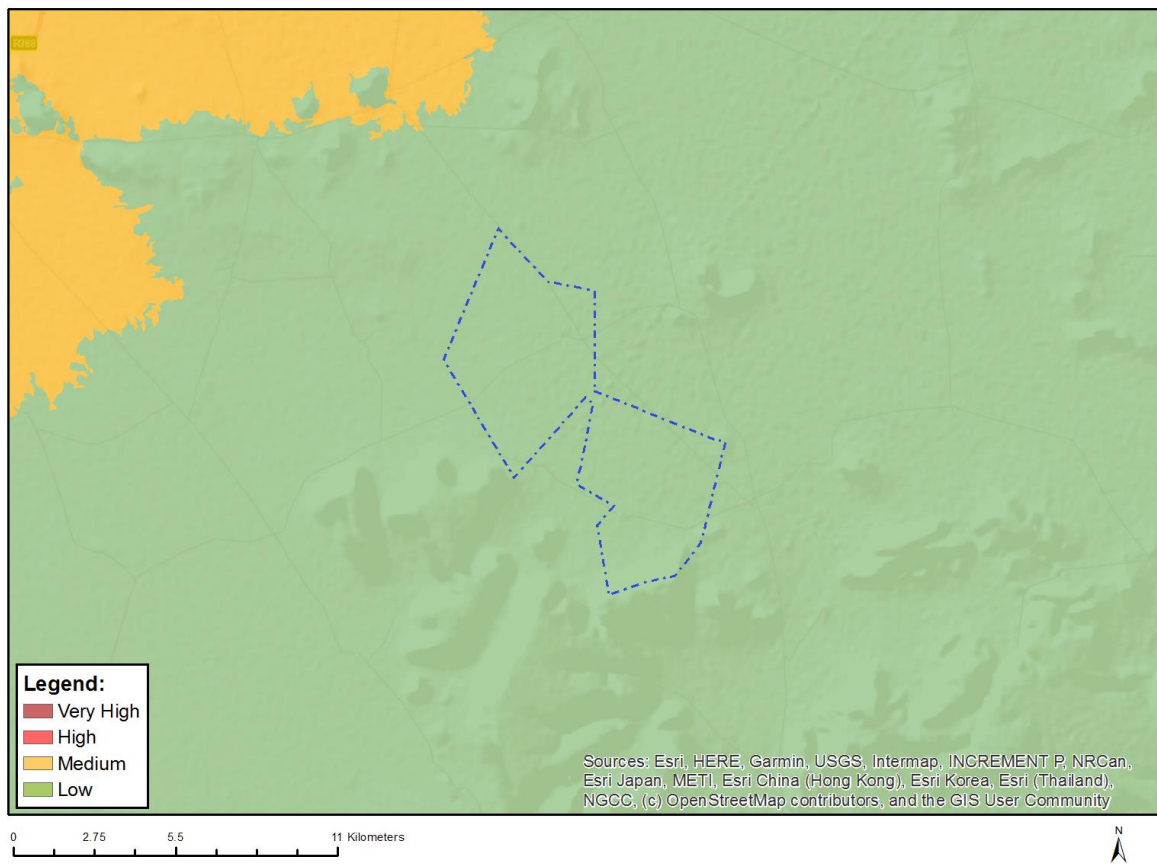 R388
Legend:
Very High
High
Medium
Low
Sources: Esri, HERE, Garmin, USGS, Intermap, INCREMENT P, NRCan,
Esri Japan, METI, Esri China (Hong Kong), Esri Korea, Esri (Thailand),
NGCC, (c) OpenStreetMap contributors, and the GIS User Community
0 2.75 5.5 11 Kilometers
N